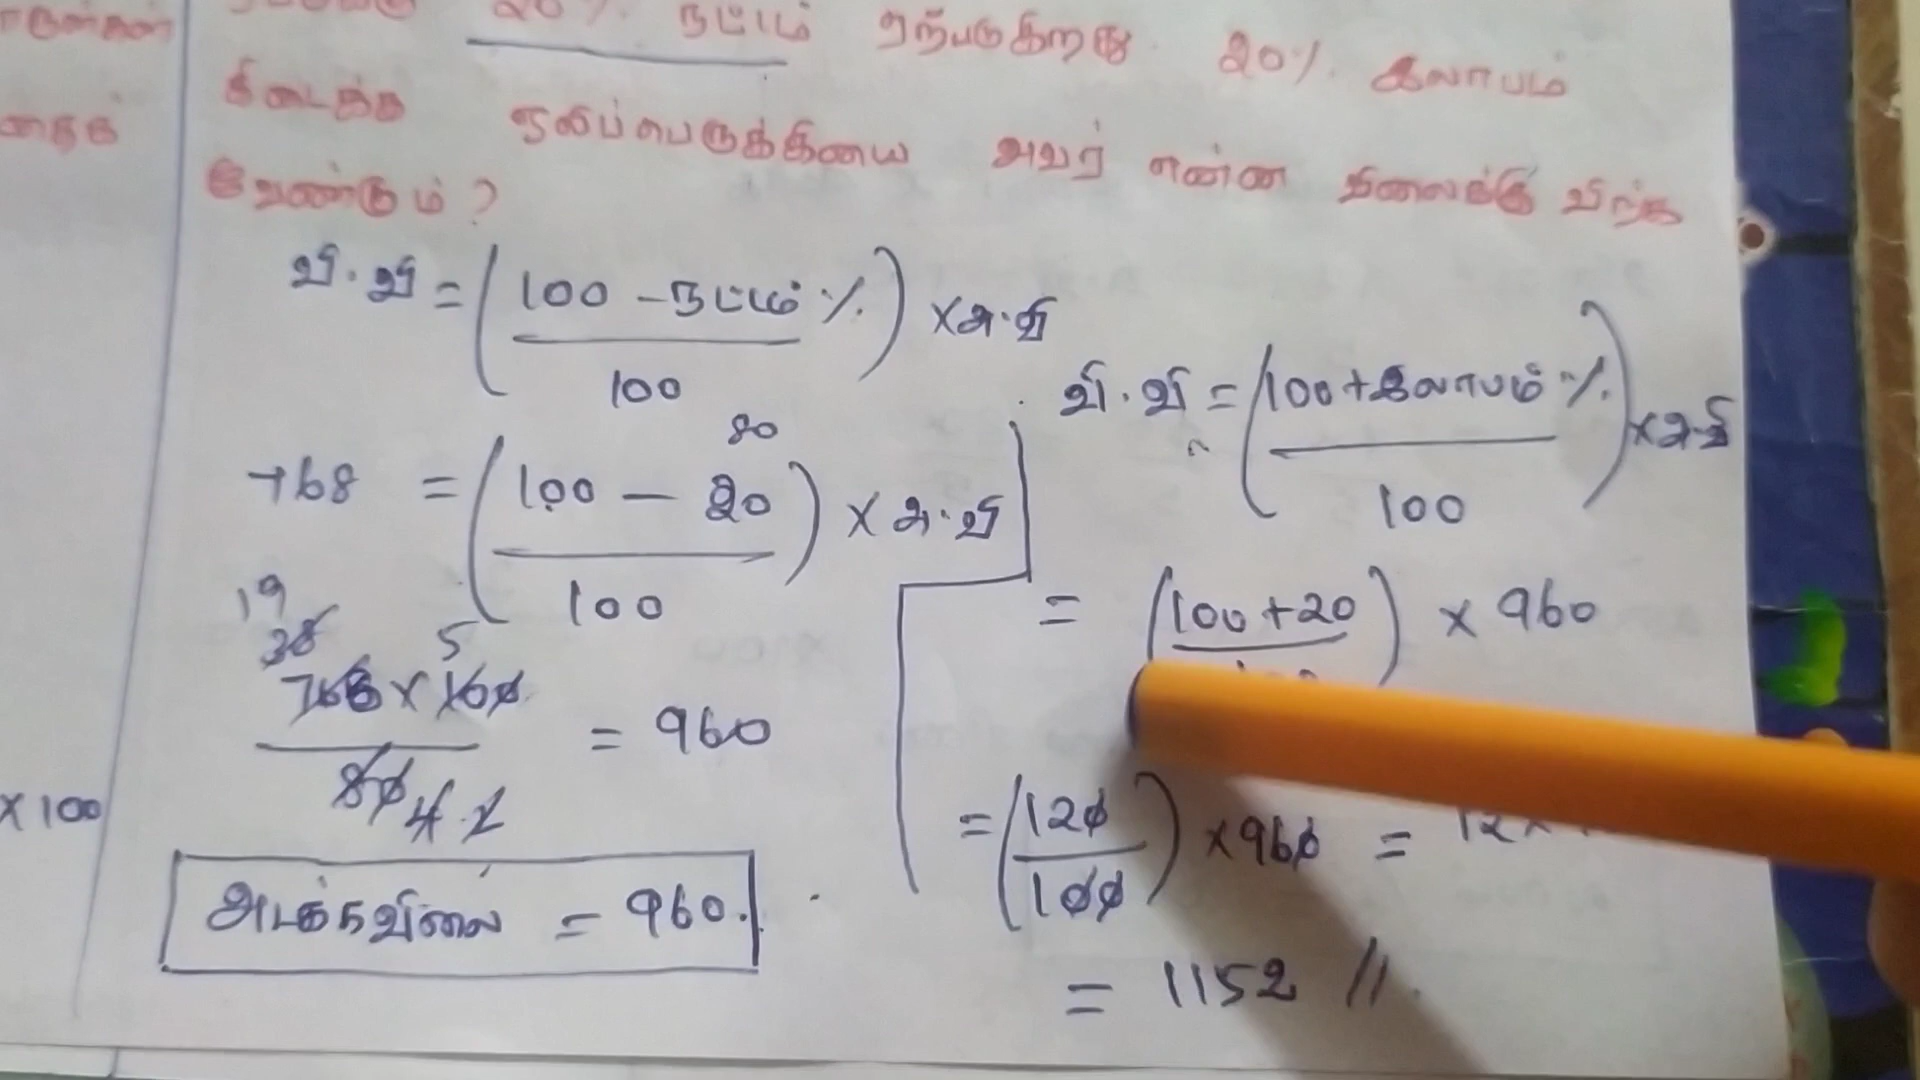 20% நட்டம் ஏற்படுகிறது. 20% இலாபம்
கிடைக்க ஒலிப்பெருக்கியை அவர் என்ன விலைக்கு விற்க
வேண்டும்?
வி.வி = (100 - நட்டம் % / 100) × அ.வி
768 = (100 - 20 / 100) × அ.வி
80
19
38 5
768 × 100 / 80 = 960
4 2
அடக்கவிலை = 960.
× 100
வி.வி = (100 + இலாபம் % / 100) × அ.வி
= (100 + 20 / 100) × 960
= (120 / 100) × 960 = 12 ×
= 1152 //.